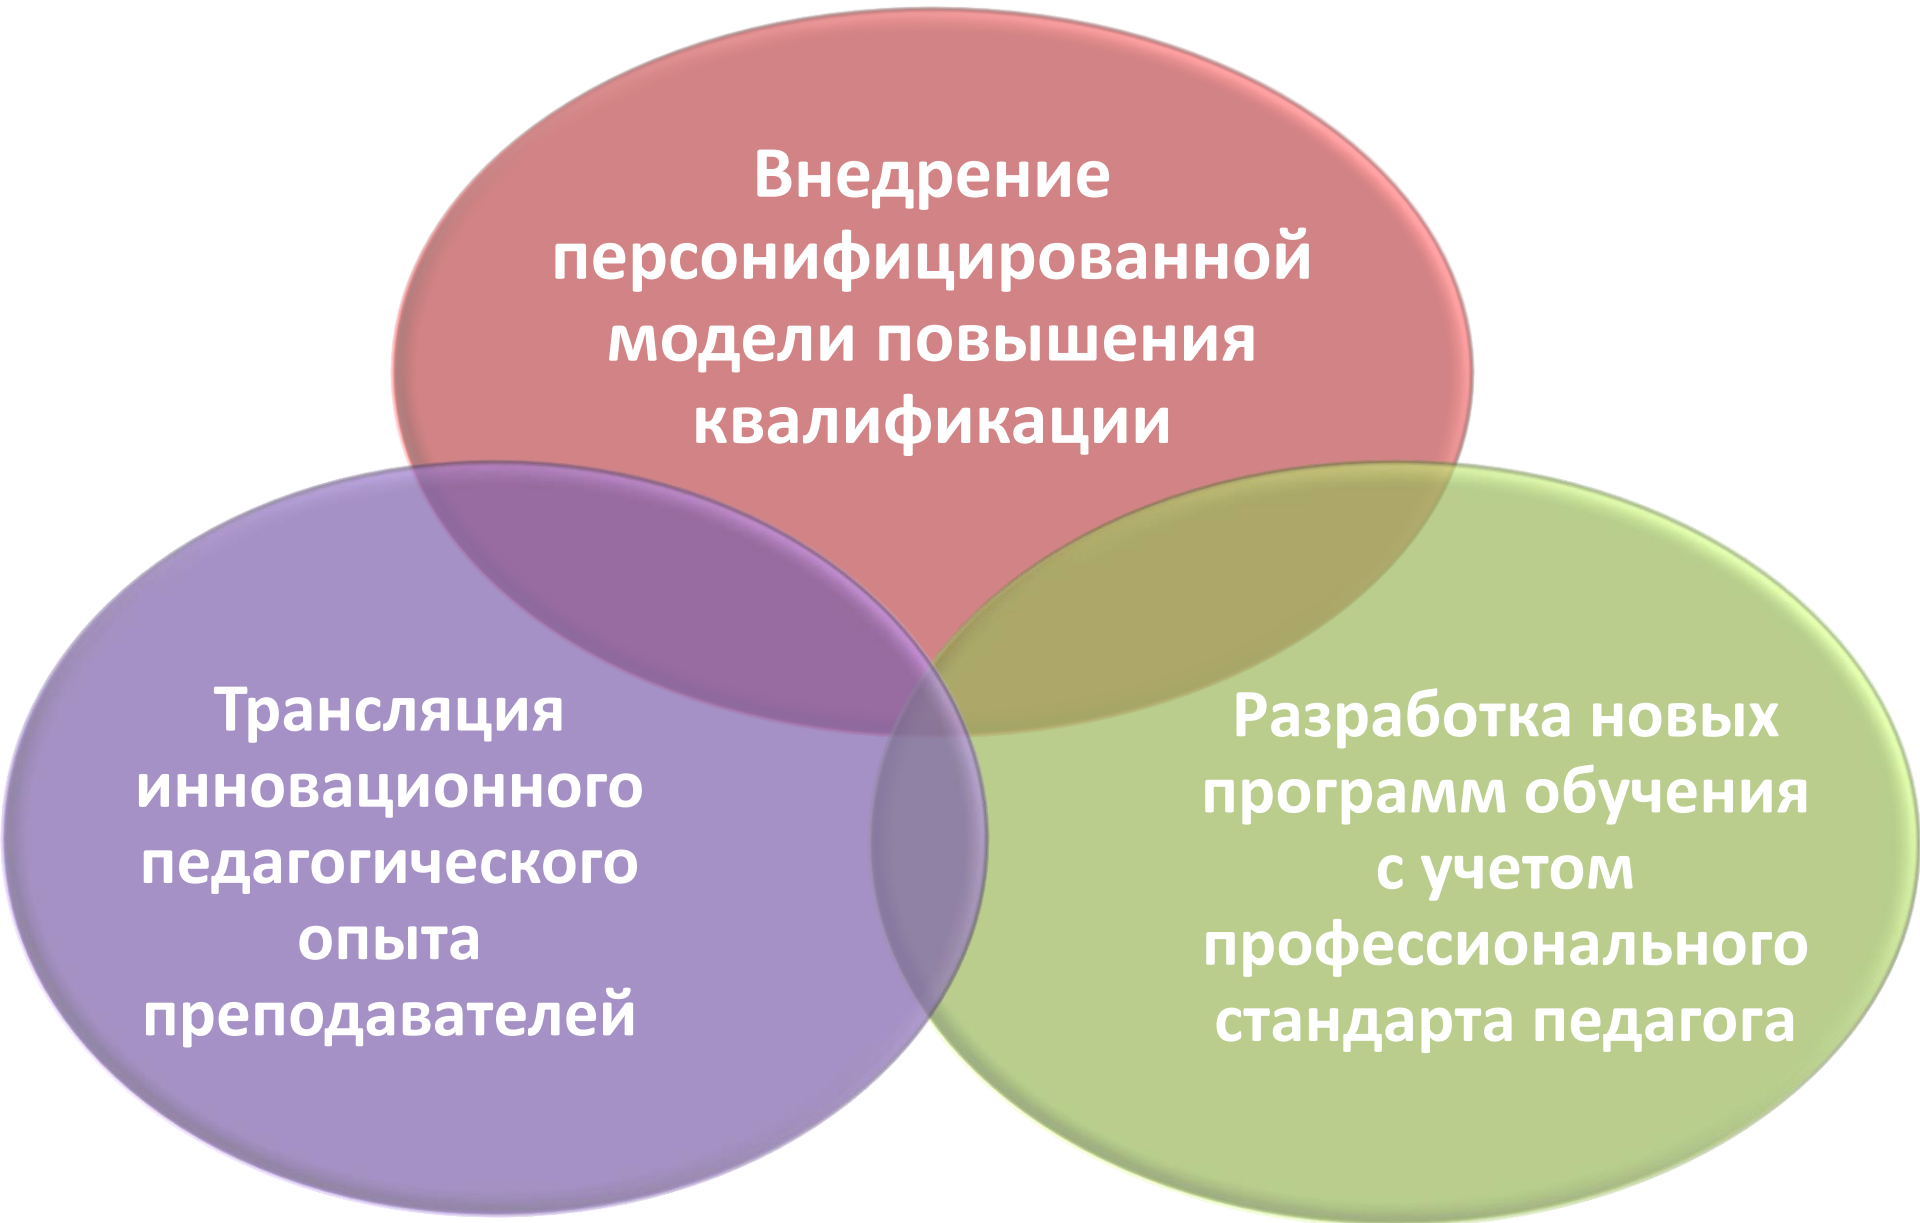 Внедрение
персонифицированной
модели повышения
квалификации
Трансляция
инновационного
педагогического
опыта
преподавателей
Разработка новых
программ обучения
с учетом
профессионального
стандарта педагога